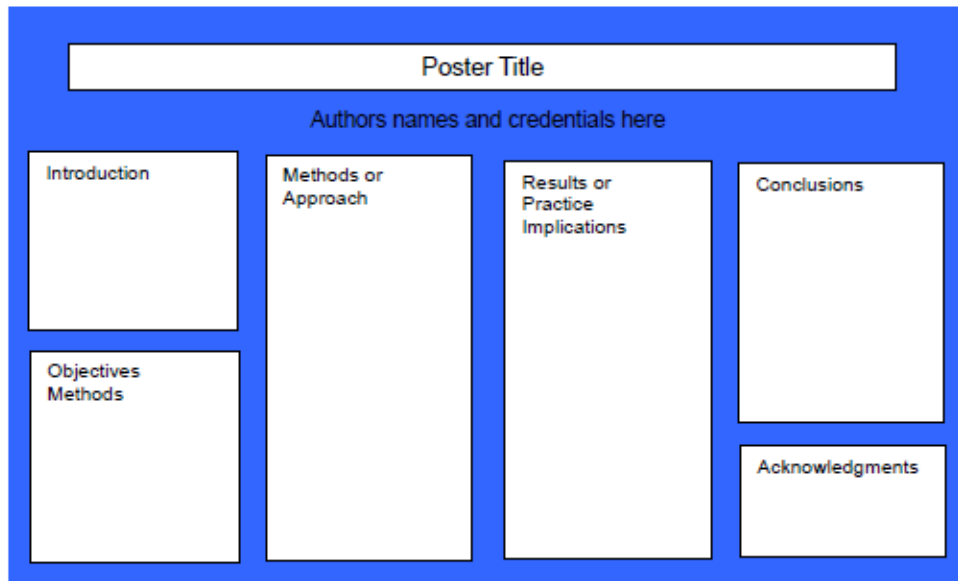 Poster Title
Authors names and credentials here
Introduction
Objectives
Methods
Methods or
Approach
Results or
Practice
Implications
Conclusions
Acknowledgments